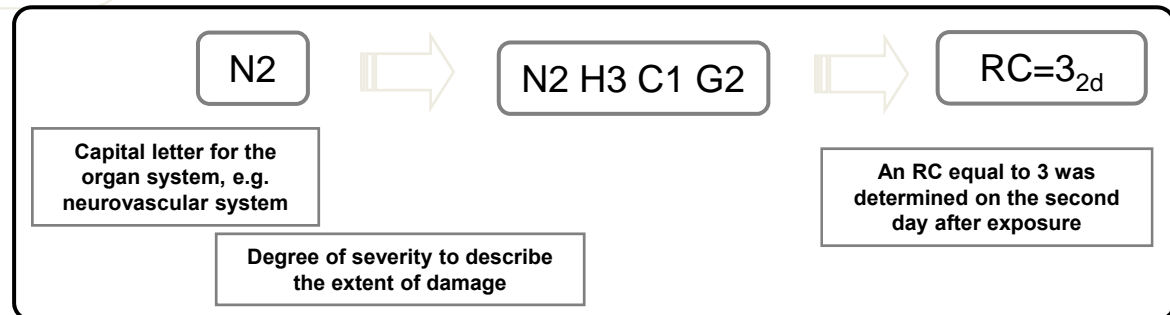 N2
N2 H3 C1 G2
RC=3₂d
Capital letter for the
organ system, e.g.
neurovascular system
An RC equal to 3 was
determined on the second
day after exposure
Degree of severity to describe
the extent of damage